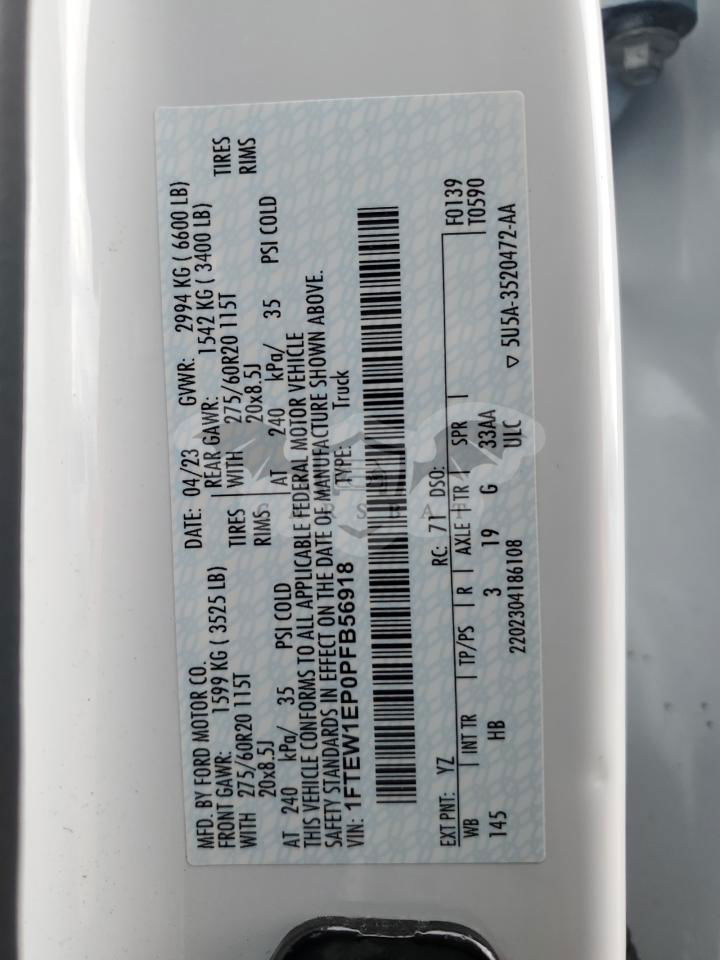 MFD. BY FORD MOTOR CO. DATE: 04/23 GVWR: 2994 KG ( 6600 LB)
FRONT GAWR: 1599 KG ( 3525 LB) REAR GAWR: 1542 KG ( 3400 LB)
WITH 275/60R20 115T TIRES WITH 275/60R20 115T TIRES
20x8.5J RIMS 20x8.5J RIMS
AT 240 kPa/ 35 PSI COLD AT 240 kPa/ 35 PSI COLD
THIS VEHICLE CONFORMS TO ALL APPLICABLE FEDERAL MOTOR VEHICLE
SAFETY STANDARDS IN EFFECT ON THE DATE OF MANUFACTURE SHOWN ABOVE.
VIN: 1FTEW1EP0PFB56918 TYPE: Truck
EXT PNT: YZ RC: 71 DSO: F0139
WB INT TR TP/PS R AXLE TR SPR T0590
145 HB 3 19 G 33AA
2202304186108 ULC ▽ 5U5A-3520472-AA